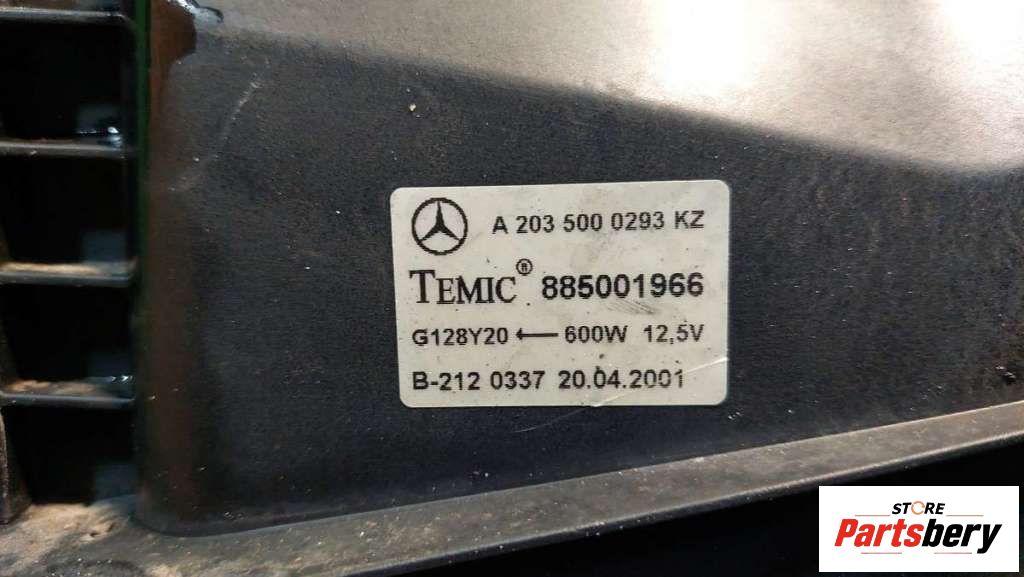 A 203 500 0293 KZ
TEMIC® 885001966
G128Y20 ← 600W 12,5V
B-212 0337 20.04.2001
STORE
Partsbery